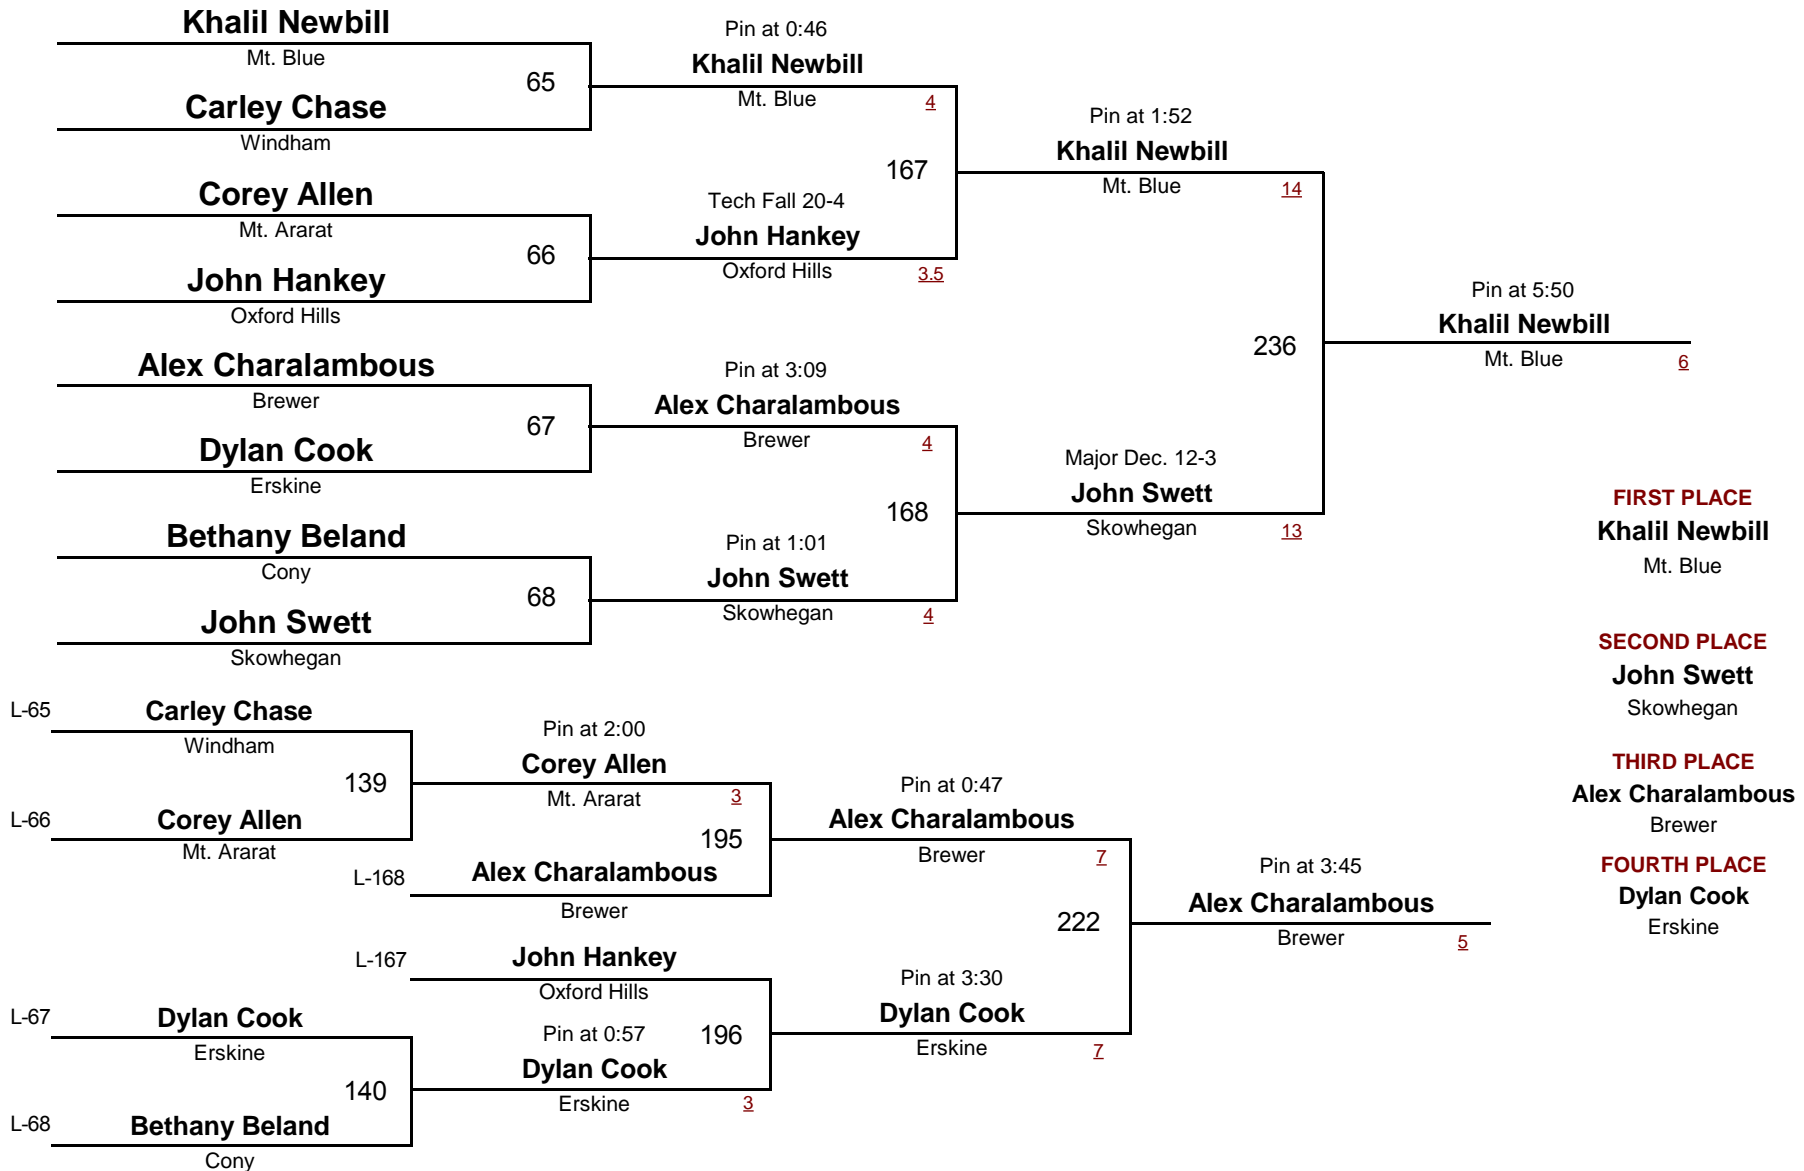 Khalil Newbill
Mt. Blue
65
Carley Chase
Windham
Corey Allen
Mt. Ararat
66
John Hankey
Oxford Hills
Alex Charalambous
Brewer
67
Dylan Cook
Erskine
Bethany Beland
Cony
68
John Swett
Skowhegan
Pin at 0:46
Khalil Newbill
Mt. Blue
4
167
Tech Fall 20-4
John Hankey
Oxford Hills
3.5
Pin at 3:09
Alex Charalambous
Brewer
4
168
Pin at 1:01
John Swett
Skowhegan
4
Pin at 1:52
Khalil Newbill
Mt. Blue
14
236
Major Dec. 12-3
John Swett
Skowhegan
13
Pin at 5:50
Khalil Newbill
Mt. Blue
6
FIRST PLACE
Khalil Newbill
Mt. Blue
SECOND PLACE
John Swett
Skowhegan
THIRD PLACE
Alex Charalambous
Brewer
FOURTH PLACE
Dylan Cook
Erskine
L-65
Carley Chase
Windham
139
L-66
Corey Allen
Mt. Ararat
Pin at 2:00
Corey Allen
Mt. Ararat
3
195
L-168
Alex Charalambous
Brewer
L-167
John Hankey
Oxford Hills
L-67
Dylan Cook
Erskine
140
L-68
Bethany Beland
Cony
Pin at 0:57
196
Dylan Cook
Erskine
3
Pin at 0:47
Alex Charalambous
Brewer
7
222
Pin at 3:30
Dylan Cook
Erskine
7
Pin at 3:45
Alex Charalambous
Brewer
5